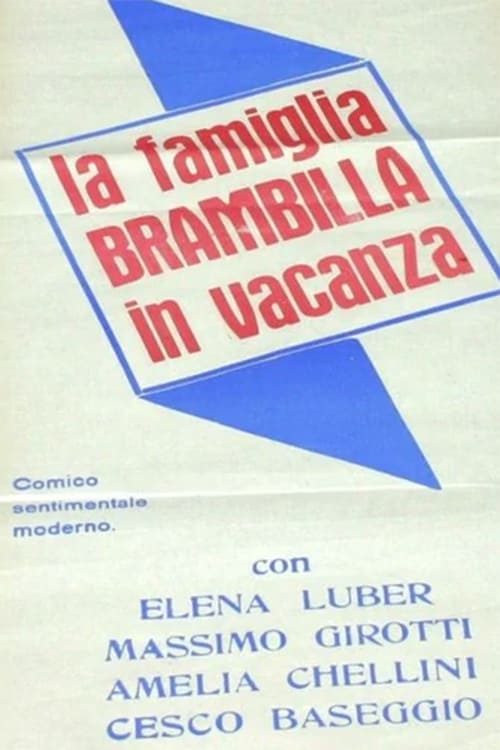 la famiglia
BRAMBILLA
in vacanza
Comico
sentimentale
moderno.
con
ELENA LUBER
MASSIMO GIROTTI
AMELIA CHELLINI
CESCO BASEGGIO